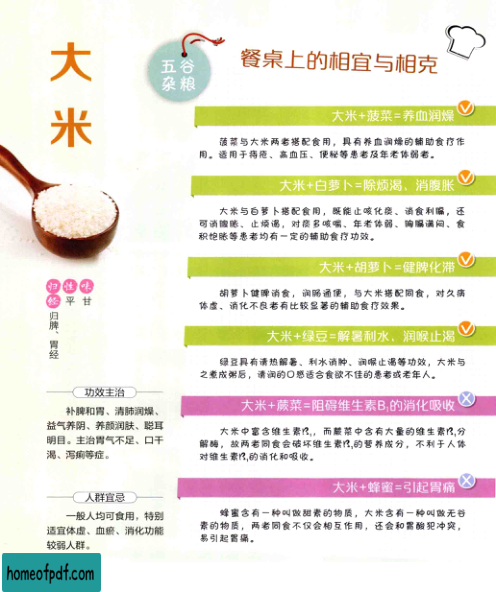 大米
五谷
杂粮
餐桌上的相宜与相克
归经 性 味
归脾、胃经
平
甘
功效主治
补脾和胃、清肺润燥、
益气养阴、养颜润肤、聪耳
明目。主治胃气不足、口干
渴、泻痢等症。
人群宜忌
一般人均可食用，特别
适宜体虚、血瘀、消化功能
较弱人群。
大米+菠菜=养血润燥
菠菜与大米两者搭配食用，具有养血润燥的辅助食疗作
用。适用于痔疮、高血压、便秘等患者及年老体弱者。
大米+白萝卜=除烦渴、消腹胀
大米与白萝卜搭配食用，既能止咳化痰、消食利膈，还
可消腹胀、止烦渴，对痰多咳喘、年老体弱、胸膈满闷、食
积饱胀等患者均有一定的辅助食疗功效。
大米+胡萝卜=健脾化滞
胡萝卜健脾消食，润肠通便，与大米搭配同食，对久病
体虚、消化不良者有比较显著的辅助食疗效果。
大米+绿豆=解暑利水、润喉止渴
绿豆具有清热解暑、利水消肿、润喉止渴等功效，大米与
之煮成粥后，清润的口感适合食欲不佳的患者或老年人。
大米+蕨菜=阻碍维生素B₁的消化吸收
大米中富含维生素B₁，而蕨菜中含有大量的维生素B₁分
解酶，故两者同食会破坏维生素B₁的营养成分，不利于人体
对维生素B₁的消化和吸收。
大米+蜂蜜=引起胃痛
蜂蜜含有一种叫做甜素的物质，大米含有一种叫做无谷
素的物质，两者同食不仅会相互作用，还会和胃酸犯冲突，
易引起胃痛。
homeofpdf.com